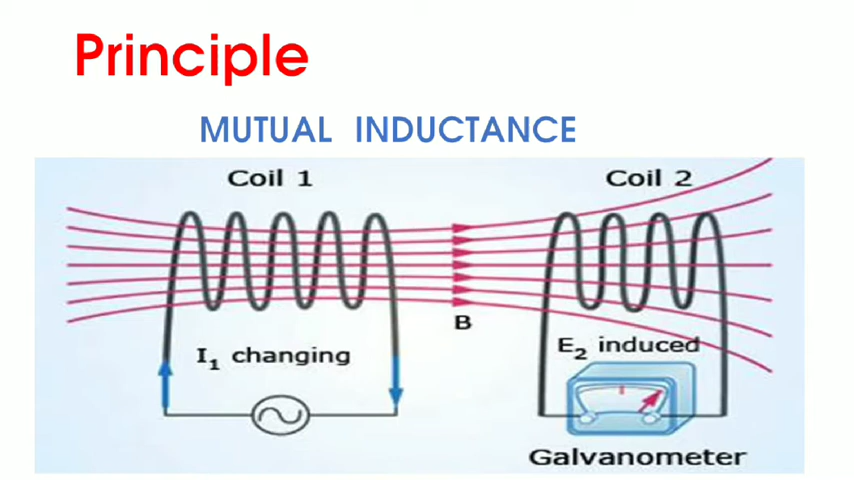 Principle
MUTUAL INDUCTANCE
Coil 1
Coil 2
B
I₁ changing
E₂ induced
Galvanometer